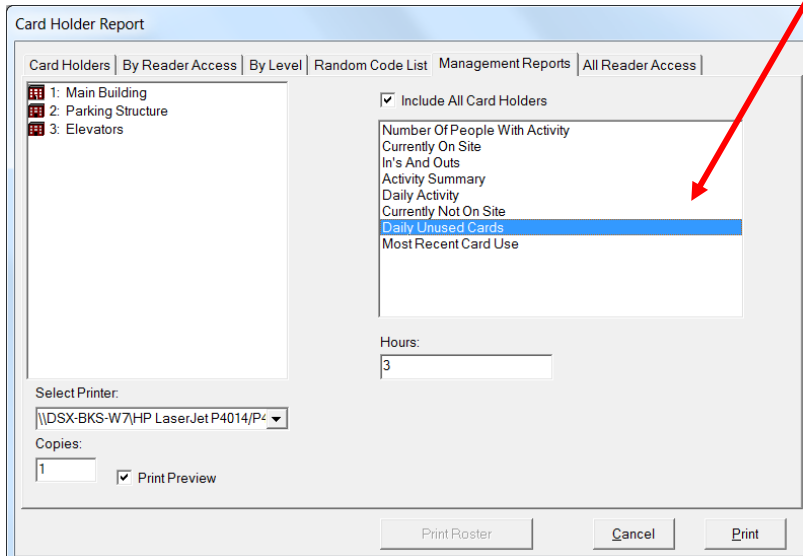 Card Holder Report
Card Holders By Reader Access By Level Random Code List Management Reports All Reader Access
1: Main Building
2: Parking Structure
3: Elevators
Include All Card Holders
Number Of People With Activity
Currently On Site
In's And Outs
Activity Summary
Daily Activity
Currently Not On Site
Daily Unused Cards
Most Recent Card Use
Hours:
3
Select Printer:
\\DSX-BKS-W7\HP LaserJet P4014/P4
Copies:
1
Print Preview
Print Roster Cancel Print